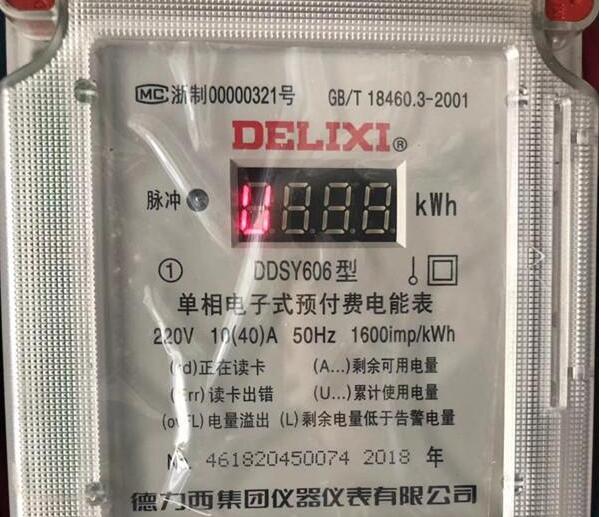 MC 浙制00000321号 GB/T 18460.3-2001
DELIXI®
脉冲 U kWh
① DDSY606型
单相电子式预付费电能表
220V 10(40)A 50Hz 1600imp/kWh
(rd)正在读卡 (A...)剩余可用电量
(Err)读卡出错 (U...)累计使用电量
(ovFL)电量溢出 (L)剩余电量低于告警电量
461820450074 2018 年
德力西集团仪器仪表有限公司